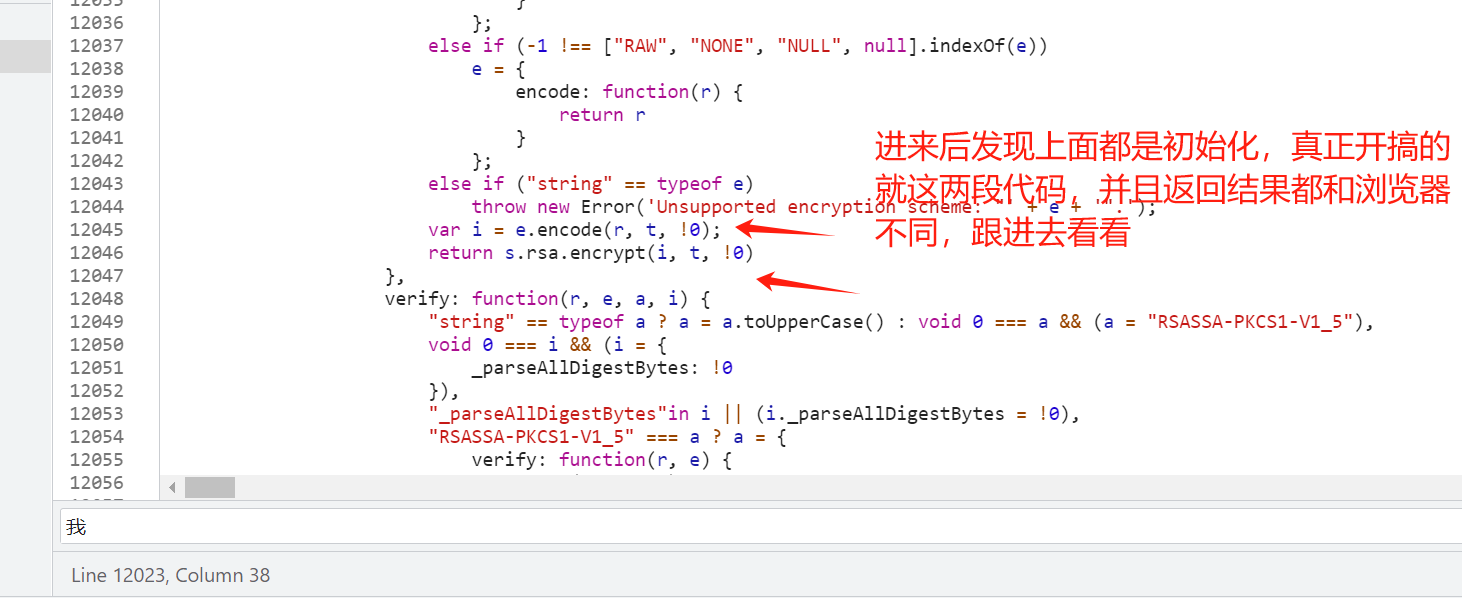 12036 };
12037 else if (-1 !== ["RAW", "NONE", "NULL", null].indexOf(e))
12038 e = {
12039 encode: function(r) {
12040 return r
12041 }
12042 };
12043 else if ("string" == typeof e)
12044 throw new Error('Unsupported encryption scheme: "' + e + '".');
12045 var i = e.encode(r, t, !0);
12046 return s.rsa.encrypt(i, t, !0)
12047 },
12048 verify: function(r, e, a, i) {
12049 "string" == typeof a ? a = a.toUpperCase() : void 0 === a && (a = "RSASSA-PKCS1-V1_5"),
12050 void 0 === i && (i = {
12051 _parseAllDigestBytes: !0
12052 }),
12053 "_parseAllDigestBytes"in i || (i._parseAllDigestBytes = !0),
12054 "RSASSA-PKCS1-V1_5" === a ? a = {
12055 verify: function(r, e) {
12056
进来后发现上面都是初始化，真正开搞的
就这两段代码，并且返回结果都和浏览器
不同，跟进去看看
我
Line 12023, Column 38